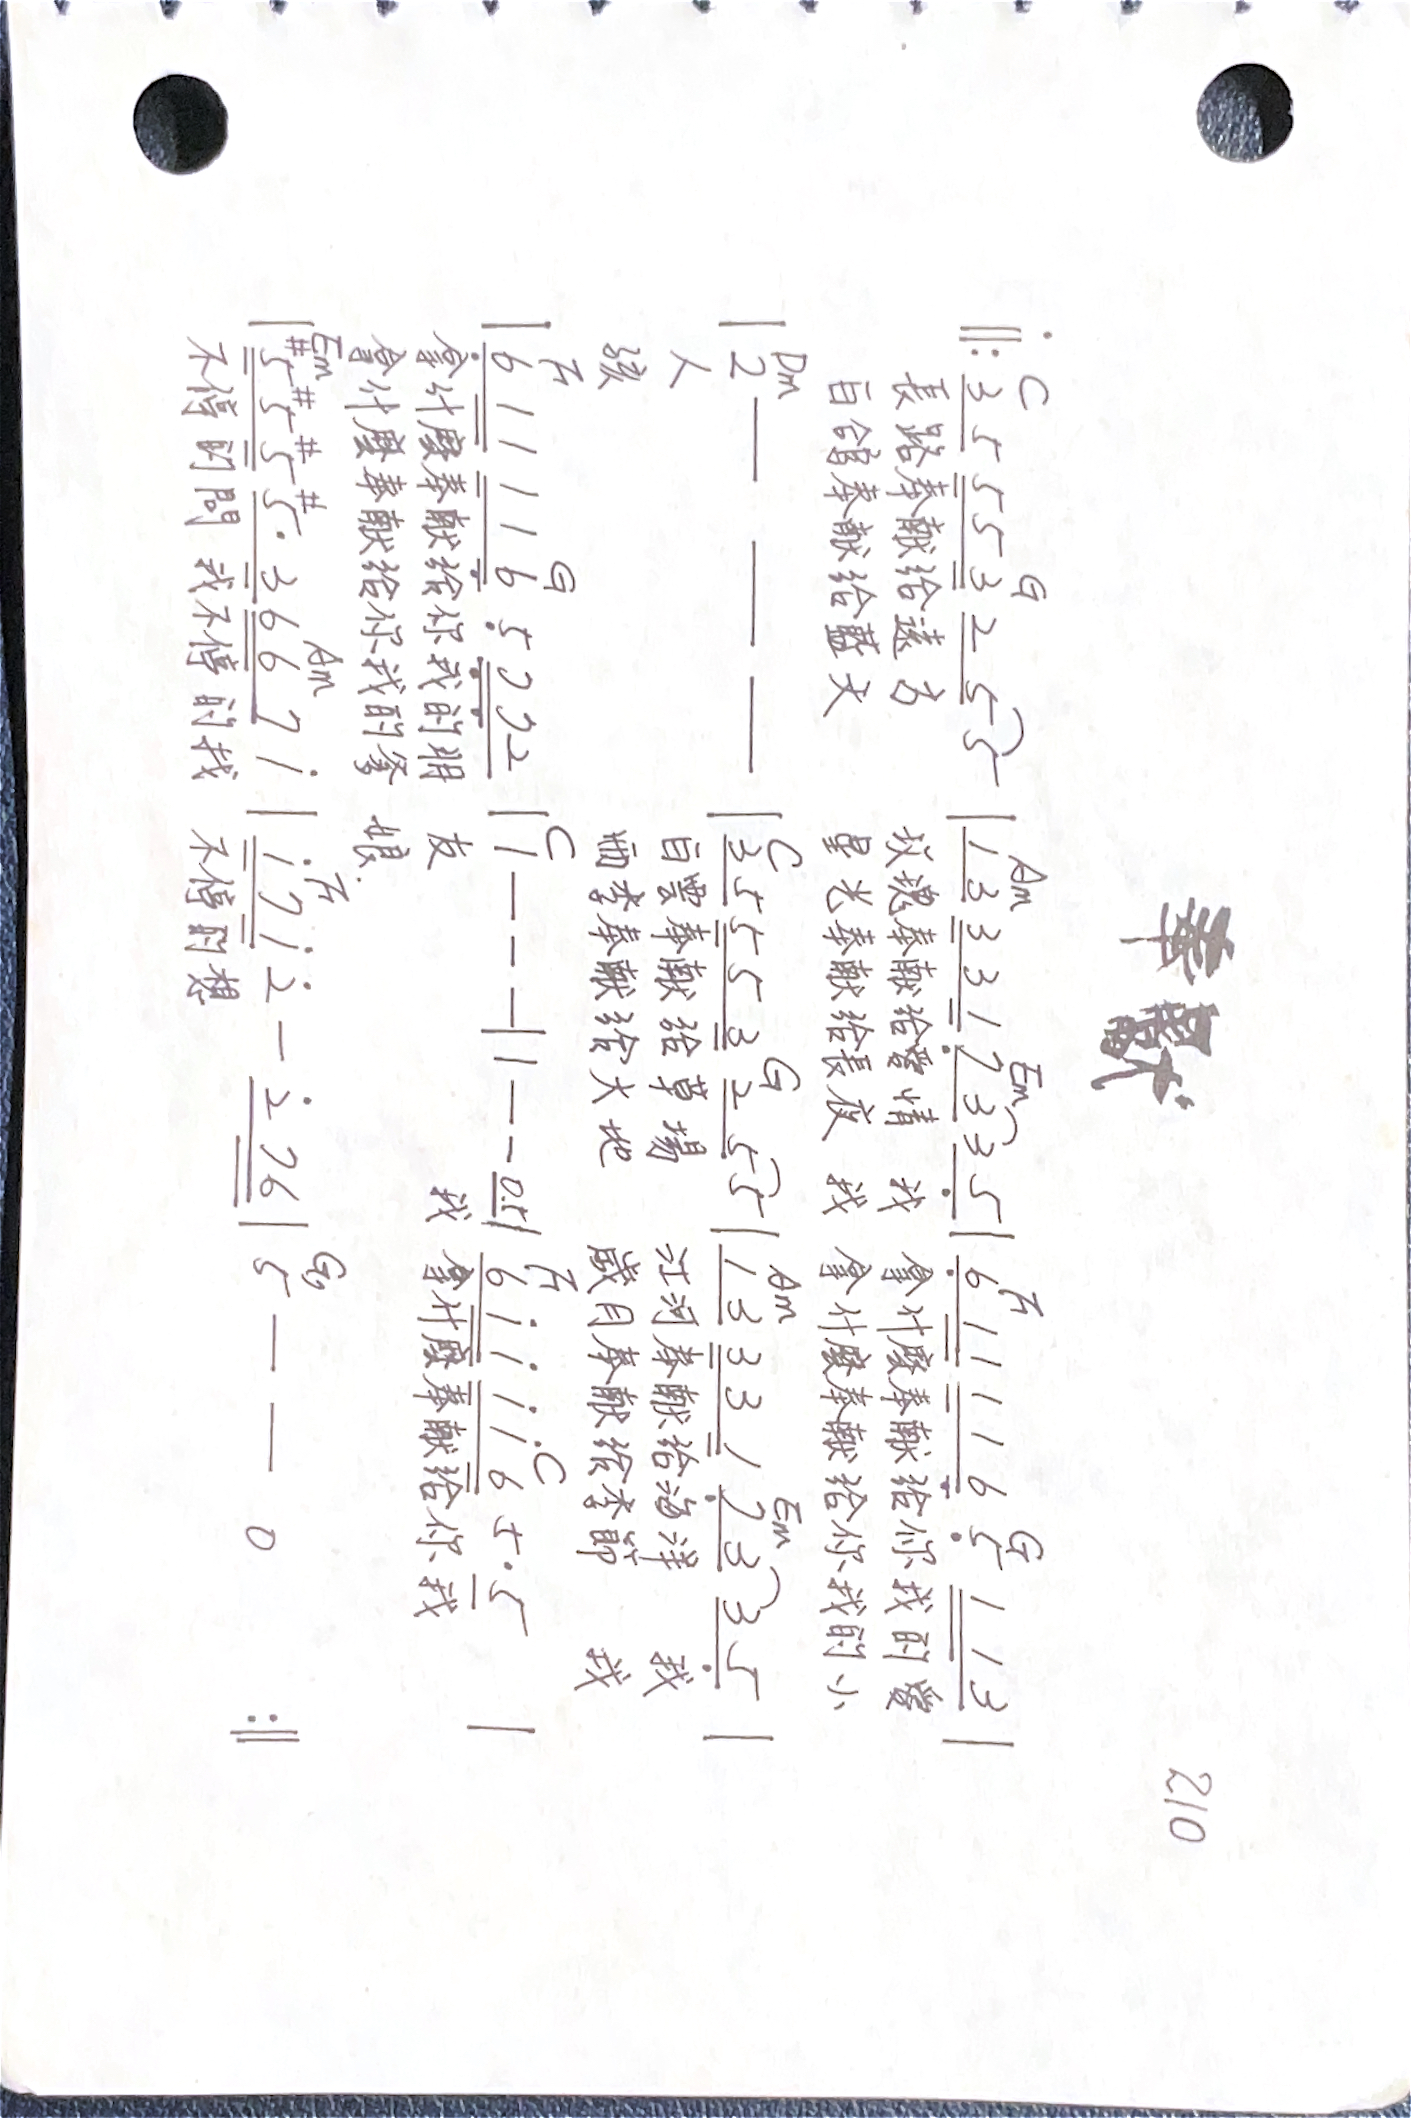 奉獻
210
C G Am Em F G
‖: 3 5 5 5 3 2 5 5 | 1 3 3 3 1 7 3 3 5 | 6 1 1 1 1 6 5 1 1 3 |
長路奉献給遠方 玫瑰奉献給愛情 我 拿什麼奉献給你我的愛
白鴿奉献給藍天 星光奉献給長夜 我 拿什麼奉献給你我的小
Dm C G Am Em
| 2 — — — | 3 5 5 5 3 2 5 5 | 1 3 3 3 1 7 3 3 5 |
人 白雲奉献給草場 江河奉献給海洋 我
孩 雨季奉献給大地 歲月奉献給季節 我
F G C F C
| 6 1 1 1 1 6 5 7 7 2 | 1 — — — | 1 — — 0.5 | 6 i i i i 6 5 · 5 |
拿什麼奉献給你我的朋 友 我 拿什麼奉献給你 我
拿什麼奉献給你我的爹 娘.
Em Am F G7
| #5 #5 #5 #5 · 3 6 6 7 i | i 7 i 2 — 2 7 6 | 5 — — 0 :‖
不停的問 我不停的找 不停的想